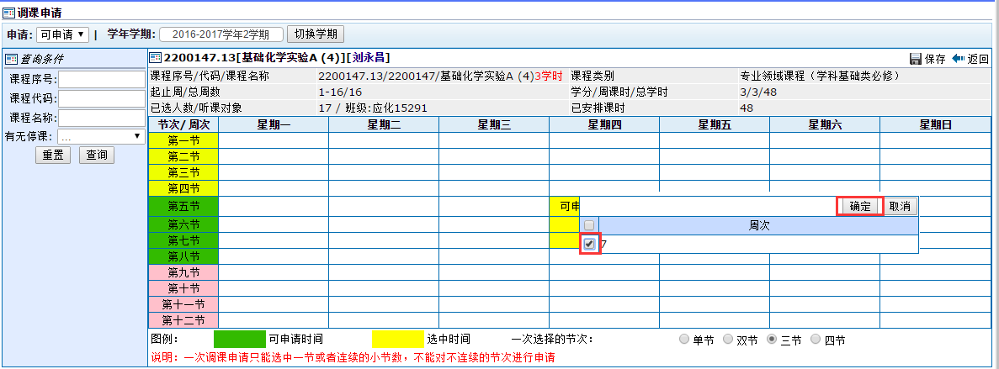 调课申请
申请: 可申请 | 学年学期: 2016-2017学年2学期 切换学期
查询条件
课程序号:
课程代码:
课程名称:
有无停课: ...
重置 查询
2200147.13[基础化学实验A (4)][刘永昌] 保存 返回
课程序号/代码/课程名称 2200147.13/2200147/基础化学实验A (4)3学时 课程类别 专业领域课程（学科基础类必修）
起止周/总周数 1-16/16 学分/周课时/总学时 3/3/48
已选人数/听课对象 17 / 班级:应化15291 已安排课时 48
节次/周次 星期一 星期二 星期三 星期四 星期五 星期六 星期日
第一节
第二节
第三节
第四节
第五节 可申 确定 取消
第六节 周次
第七节 7
第八节
第九节
第十节
第十一节
第十二节
图例: 可申请时间 选中时间 一次选择的节次: 单节 双节 三节 四节
说明: 一次调课申请只能选中一节或者连续的小节数，不能对不连续的节次进行申请